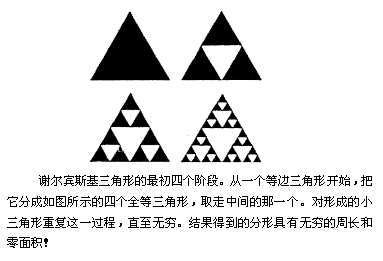 谢尔宾斯基三角形的最初四个阶段。从一个等边三角形开始，把
它分成如图所示的四个全等三角形，取走中间的那一个。对形成的小
三角形重复这一过程，直至无穷。结果得到的分形具有无穷的周长和
零面积！